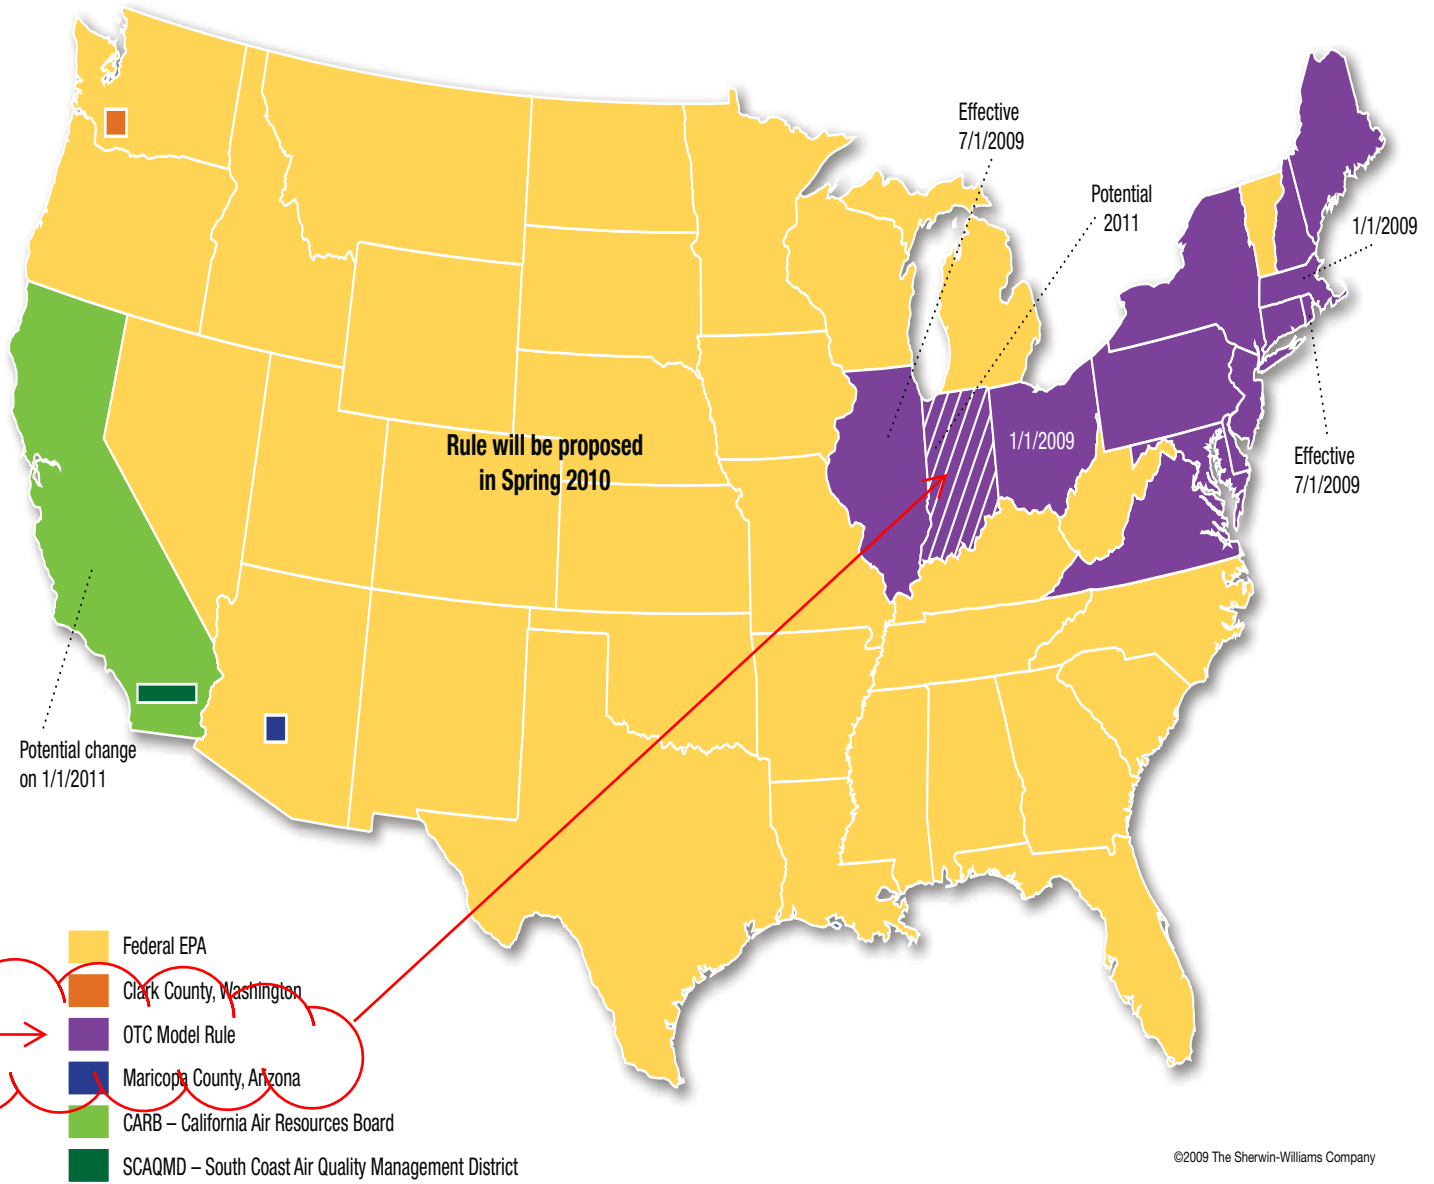 Effective
7/1/2009
Potential
2011
1/1/2009
Rule will be proposed
in Spring 2010
1/1/2009
Effective
7/1/2009
Potential change
on 1/1/2011
Federal EPA
Clark County, Washington
OTC Model Rule
Maricopa County, Arizona
CARB – California Air Resources Board
SCAQMD – South Coast Air Quality Management District
©2009 The Sherwin-Williams Company